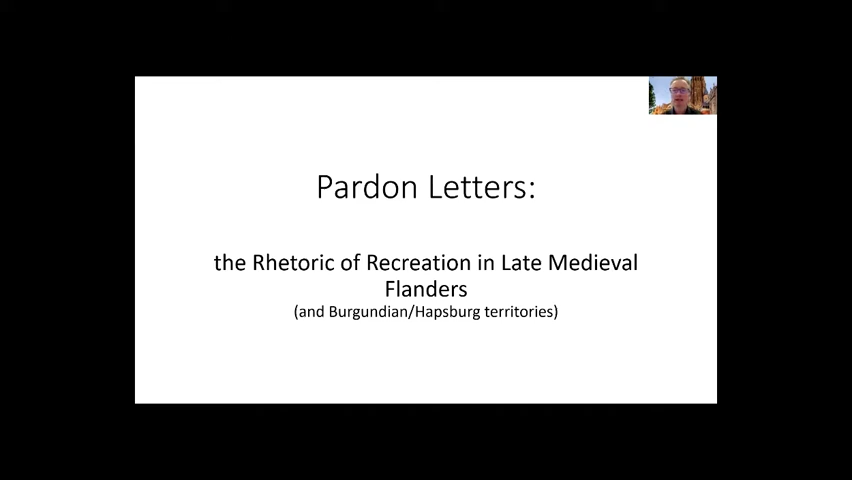 Pardon Letters:
the Rhetoric of Recreation in Late Medieval
Flanders
(and Burgundian/Hapsburg territories)